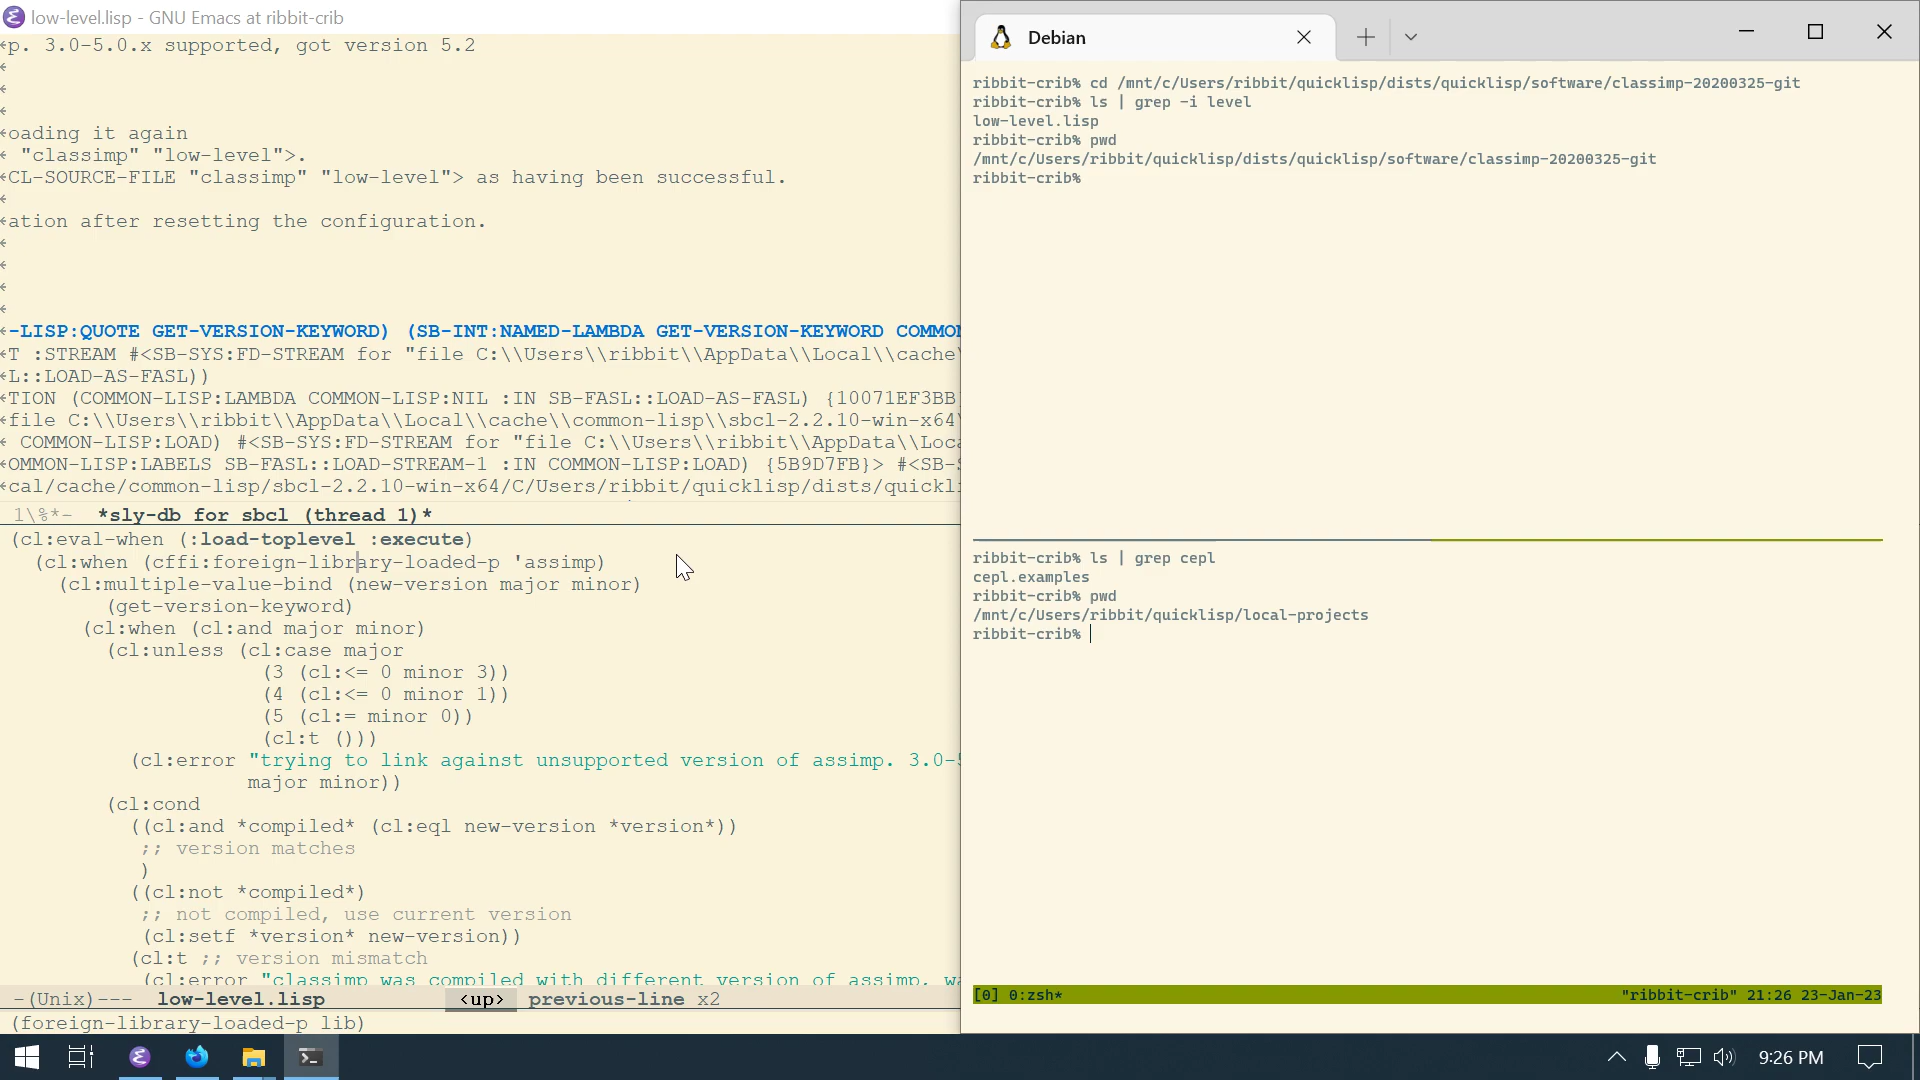 low-level.lisp - GNU Emacs at ribbit-crib
p. 3.0-5.0.x supported, got version 5.2
oading it again
"classimp" "low-level">.
CL-SOURCE-FILE "classimp" "low-level"> as having been successful.
ation after resetting the configuration.
-LISP:QUOTE GET-VERSION-KEYWORD) (SB-INT:NAMED-LAMBDA GET-VERSION-KEYWORD COMMON
T :STREAM #<SB-SYS:FD-STREAM for "file C:\\Users\\ribbit\\AppData\\Local\\cache\
L::LOAD-AS-FASL))
TION (COMMON-LISP:LAMBDA COMMON-LISP:NIL :IN SB-FASL::LOAD-AS-FASL) {10071EF3BB
file C:\\Users\\ribbit\\AppData\\Local\\cache\\common-lisp\\sbcl-2.2.10-win-x64\
COMMON-LISP:LOAD) #<SB-SYS:FD-STREAM for "file C:\\Users\\ribbit\\AppData\\Loca
OMMON-LISP:LABELS SB-FASL::LOAD-STREAM-1 :IN COMMON-LISP:LOAD) {5B9D7FB}> #<SB-S
cal/cache/common-lisp/sbcl-2.2.10-win-x64/C/Users/ribbit/quicklisp/dists/quickli
1\%*- *sly-db for sbcl (thread 1)*
(cl:eval-when (:load-toplevel :execute)
(cl:when (cffi:foreign-library-loaded-p 'assimp)
(cl:multiple-value-bind (new-version major minor)
(get-version-keyword)
(cl:when (cl:and major minor)
(cl:unless (cl:case major
(3 (cl:<= 0 minor 3))
(4 (cl:<= 0 minor 1))
(5 (cl:= minor 0))
(cl:t ()))
(cl:error "trying to link against unsupported version of assimp. 3.0-5
major minor))
(cl:cond
((cl:and *compiled* (cl:eql new-version *version*))
;; version matches
)
((cl:not *compiled*)
;; not compiled, use current version
(cl:setf *version* new-version))
(cl:t ;; version mismatch
(cl:error "classimp was compiled with different version of assimp, wa
-(Unix)--- low-level.lisp <up> previous-line x2
(foreign-library-loaded-p lib)
Debian
ribbit-crib% cd /mnt/c/Users/ribbit/quicklisp/dists/quicklisp/software/classimp-20200325-git
ribbit-crib% ls | grep -i level
low-level.lisp
ribbit-crib% pwd
/mnt/c/Users/ribbit/quicklisp/dists/quicklisp/software/classimp-20200325-git
ribbit-crib%
ribbit-crib% ls | grep cepl
cepl.examples
ribbit-crib% pwd
/mnt/c/Users/ribbit/quicklisp/local-projects
ribbit-crib%
[0] 0:zsh* "ribbit-crib" 21:26 23-Jan-23
9:26 PM